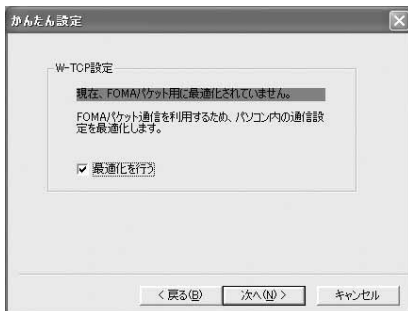 かんたん設定
W-TCP設定
現在、FOMAパケット用に最適化されていません。
FOMAパケット通信を利用するため、パソコン内の通信設
定を最適化します。
最適化を行う
< 戻る(B)
次へ(N) >
キャンセル